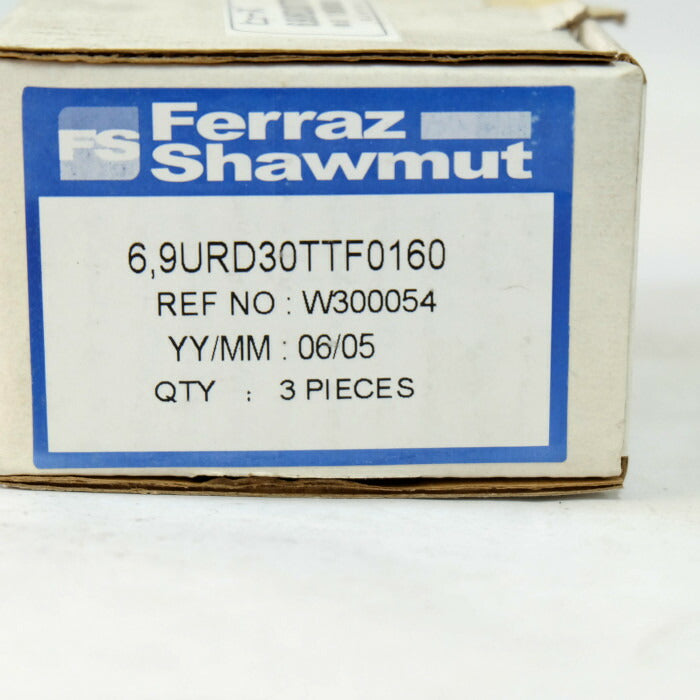 FS Ferraz
Shawmut
6,9URD30TTF0160
REF NO : W300054
YY/MM : 06/05
QTY : 3 PIECES